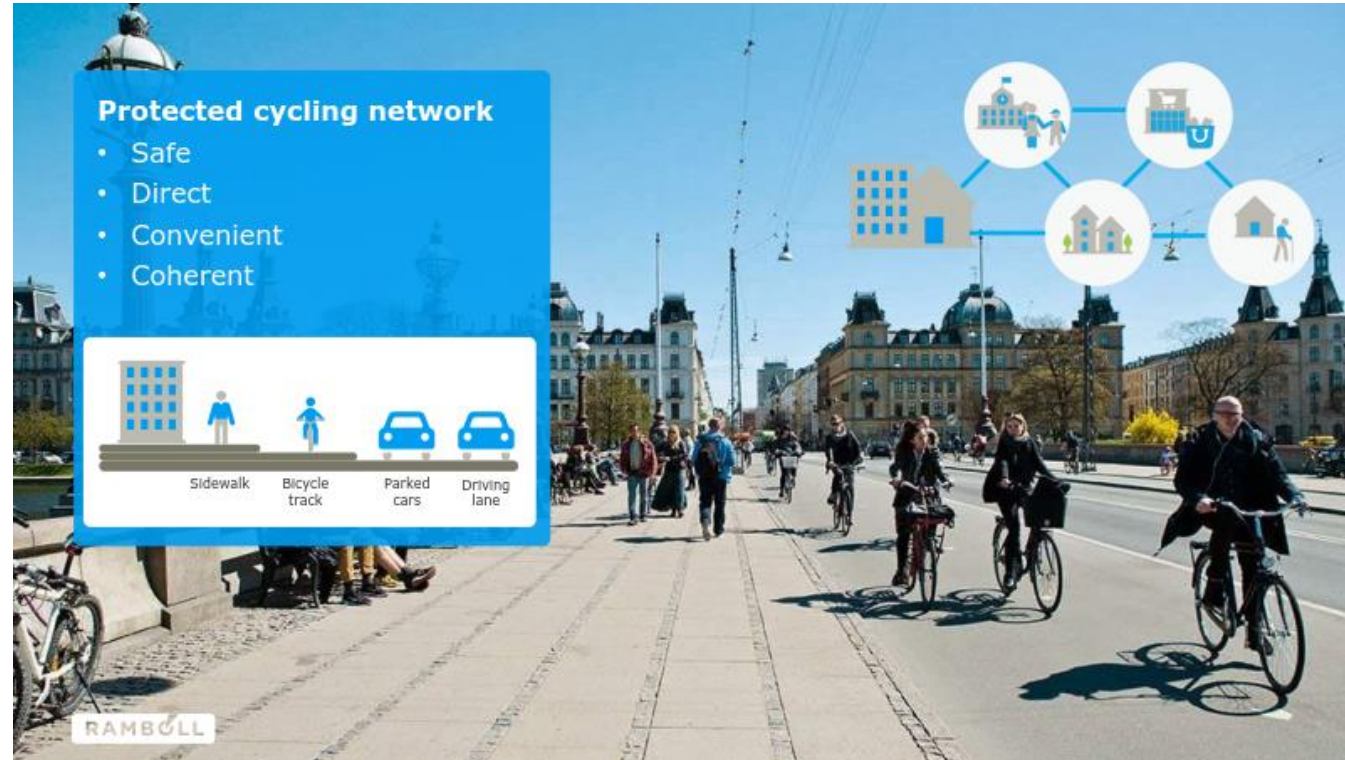 Protected cycling network
• Safe
• Direct
• Convenient
• Coherent
Sidewalk
Bicycle
track
Parked
cars
Driving
lane
RAMBOLL